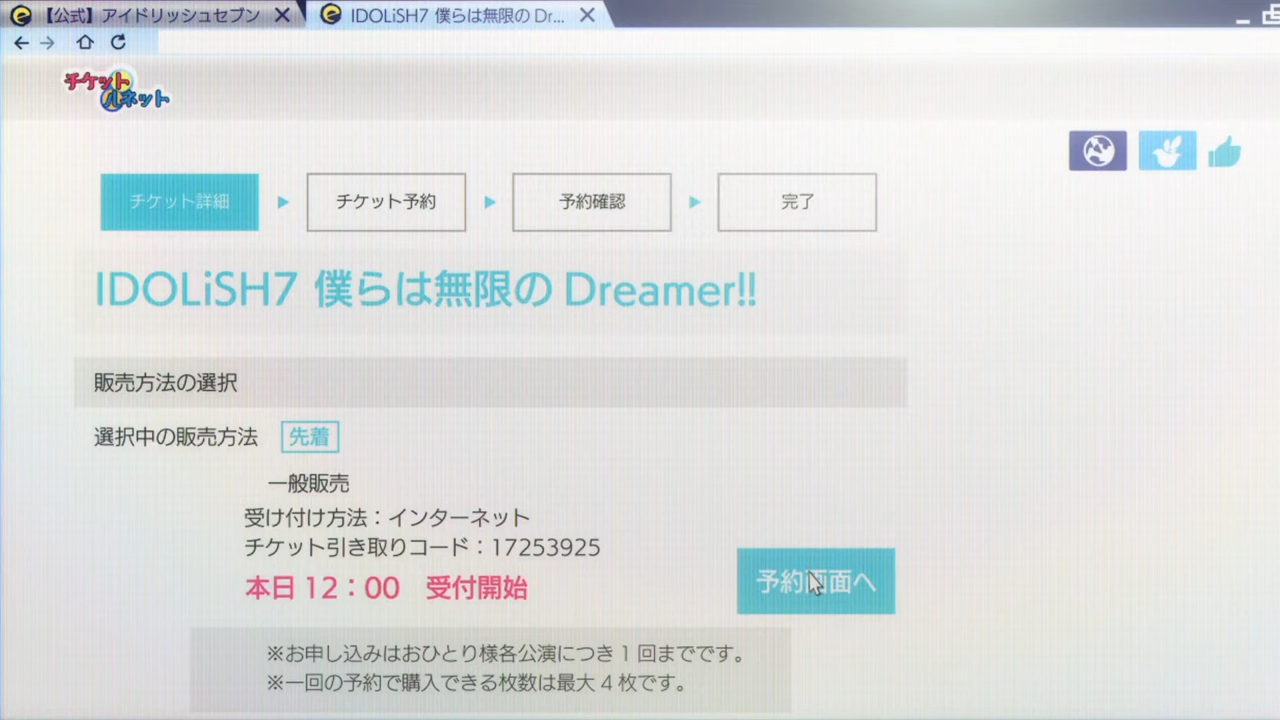 【公式】アイドリッシュセブン
IDOLiSH7 僕らは無限の Dr...
チケット
ルネット
チケット詳細
チケット予約
予約確認
完了
IDOLiSH7 僕らは無限の Dreamer!!
販売方法の選択
選択中の販売方法 先着
一般販売
受け付け方法：インターネット
チケット引き取りコード：17253925
本日 12：00 受付開始
予約画面へ
※お申し込みはおひとり様各公演につき 1 回までです。
※一回の予約で購入できる枚数は最大 4 枚です。